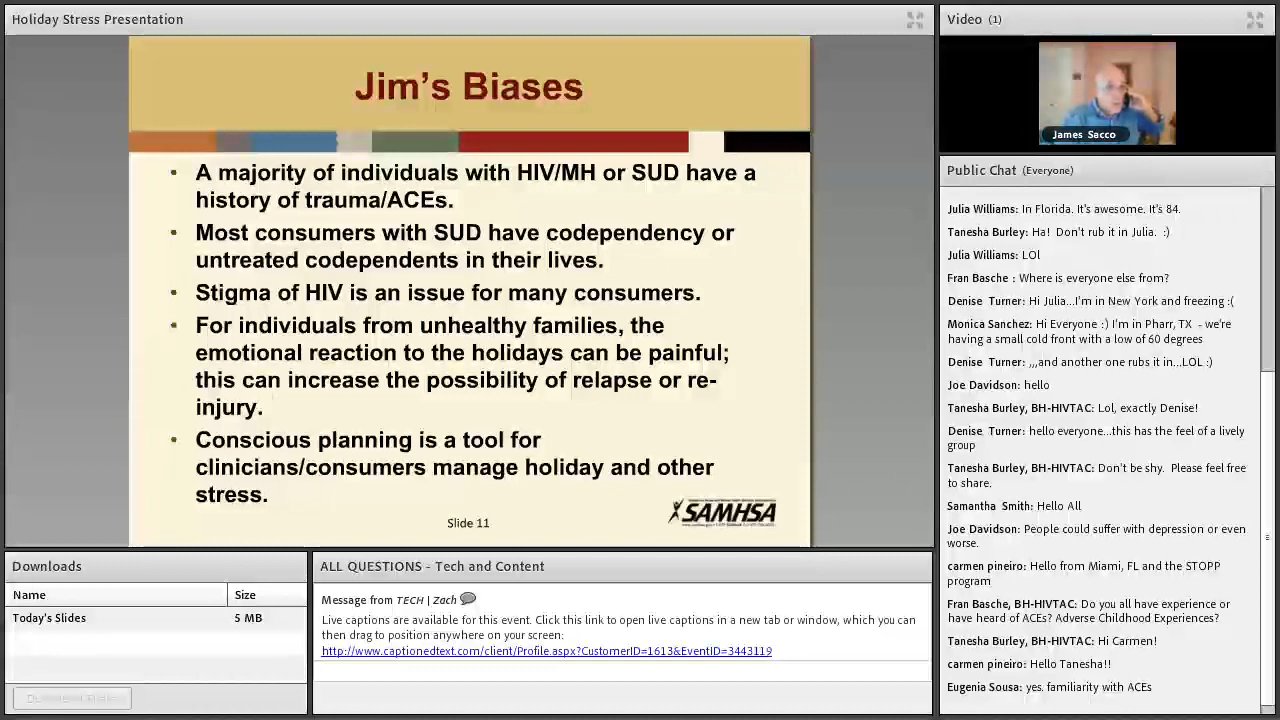 Holiday Stress Presentation
Jim's Biases
• A majority of individuals with HIV/MH or SUD have a
history of trauma/ACEs.
• Most consumers with SUD have codependency or
untreated codependents in their lives.
• Stigma of HIV is an issue for many consumers.
• For individuals from unhealthy families, the
emotional reaction to the holidays can be painful;
this can increase the possibility of relapse or re-
injury.
• Conscious planning is a tool for
clinicians/consumers manage holiday and other
stress.
Slide 11
SAMHSA
Downloads
Name Size
Today's Slides 5 MB
ALL QUESTIONS - Tech and Content
Message from TECH | Zach
Live captions are available for this event. Click this link to open live captions in a new tab or window, which you can
then drag to position anywhere on your screen:
http://www.captionedtext.com/client/Profile.aspx?CustomerID=1613&EventID=3443119
Video (1)
James Sacco
Public Chat (Everyone)
Julia Williams: In Florida. It's awesome. It's 84.
Tanesha Burley: Ha! Don't rub it in Julia. :)
Julia Williams: LOl
Fran Basche : Where is everyone else from?
Denise Turner: Hi Julia...I'm in New York and freezing :(
Monica Sanchez: Hi Everyone :) I'm in Pharr, TX - we're
having a small cold front with a low of 60 degrees
Denise Turner: ,,,and another one rubs it in...LOL :)
Joe Davidson: hello
Tanesha Burley, BH-HIVTAC: Lol, exactly Denise!
Denise Turner: hello everyone...this has the feel of a lively
group
Tanesha Burley, BH-HIVTAC: Don't be shy. Please feel free
to share.
Samantha Smith: Hello All
Joe Davidson: People could suffer with depression or even
worse.
carmen pineiro: Hello from Miami, FL and the STOPP
program
Fran Basche, BH-HIVTAC: Do you all have experience or
have heard of ACEs? Adverse Childhood Experiences?
Tanesha Burley, BH-HIVTAC: Hi Carmen!
carmen pineiro: Hello Tanesha!!
Eugenia Sousa: yes. familiarity with ACEs